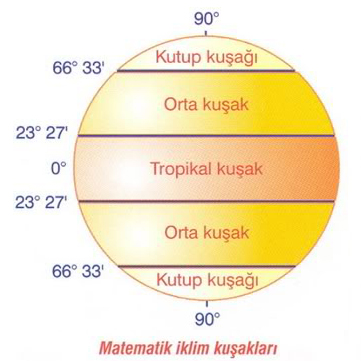 90°
Kutup kuşağı
66° 33'
Orta kuşak
23° 27'
0°
Tropikal kuşak
23° 27'
Orta kuşak
66° 33'
Kutup kuşağı
90°
Matematik iklim kuşakları